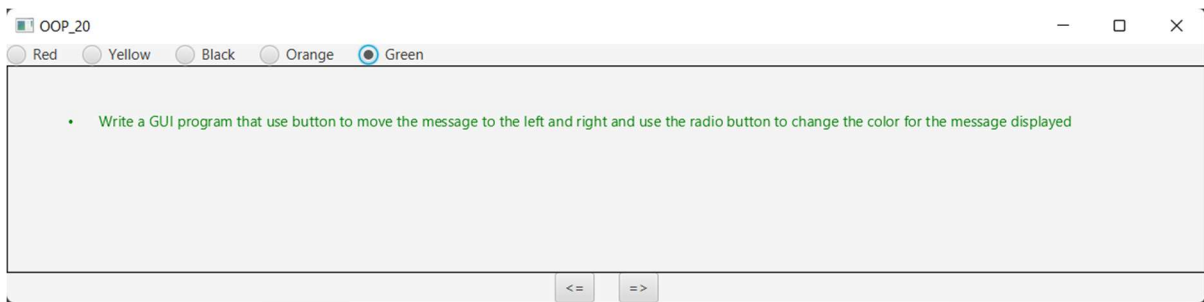 OOP_20
Red Yellow Black Orange Green
• Write a GUI program that use button to move the message to the left and right and use the radio button to change the color for the message displayed
<= =>